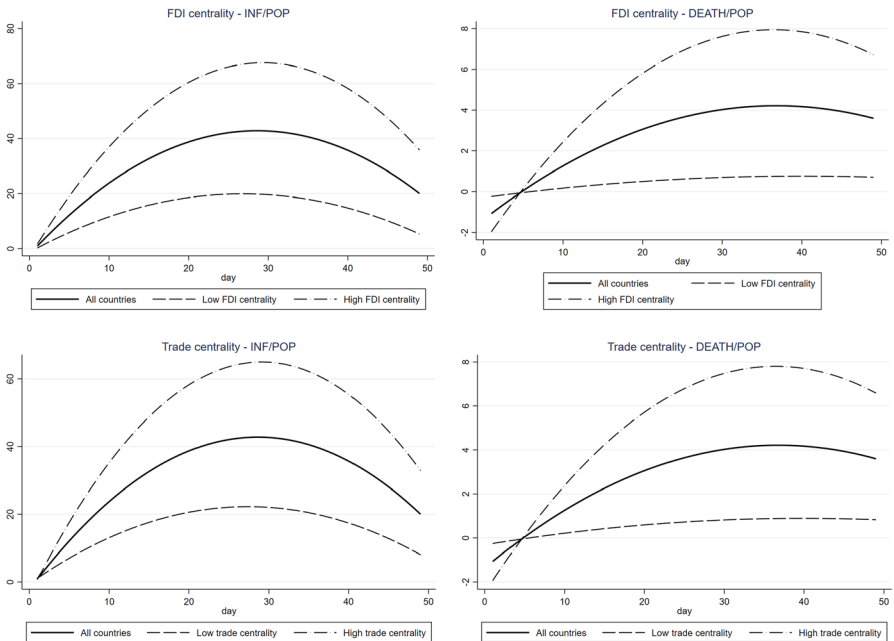 FDI centrality - INF/POP
80
60
40
20
0
0 10 20 30 40 50
day
All countries Low FDI centrality High FDI centrality
FDI centrality - DEATH/POP
8
6
4
2
0
-2
0 10 20 30 40 50
day
All countries Low FDI centrality
High FDI centrality
Trade centrality - INF/POP
60
40
20
0
0 10 20 30 40 50
day
All countries Low trade centrality High trade centrality
Trade centrality - DEATH/POP
8
6
4
2
0
-2
0 10 20 30 40 50
day
All countries Low trade centrality High trade centrality